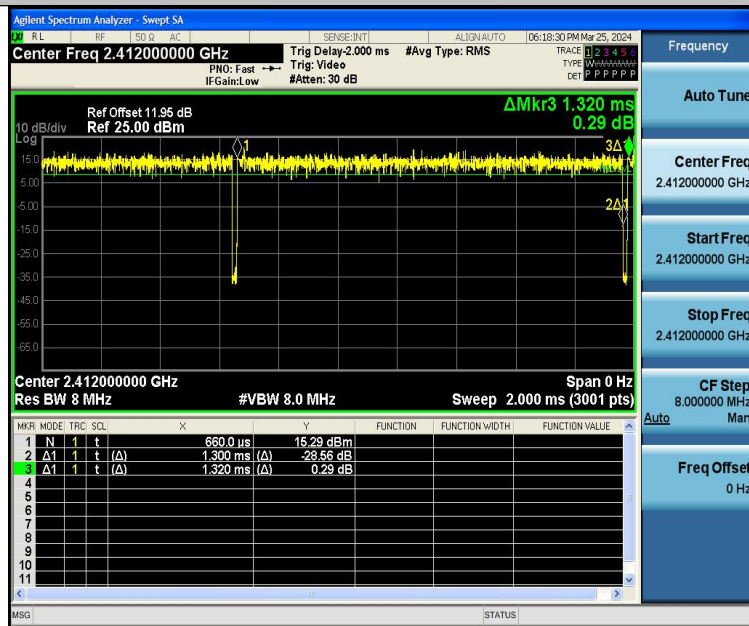 Agilent Spectrum Analyzer - Swept SA
LXI RL RF 50 Ω AC SENSE:INT ALIGN AUTO 06:18:30 PM Mar 25, 2024
Center Freq 2.412000000 GHz
PNO: Fast
IFGain:Low
Trig Delay-2.000 ms
Trig: Video
#Atten: 30 dB
#Avg Type: RMS
TRACE 1 2 3 4 5 6
TYPE
DET P P P P P P
ΔMkr3 1.320 ms
0.29 dB
Ref Offset 11.95 dB
10 dB/div Ref 25.00 dBm
Log
15.0
5.00
-5.00
-15.0
-25.0
-35.0
-45.0
-55.0
-65.0
1
3Δ1
2Δ1
Center 2.412000000 GHz Span 0 Hz
Res BW 8 MHz #VBW 8.0 MHz Sweep 2.000 ms (3001 pts)
MKR MODE TRC SCL X Y FUNCTION FUNCTION WIDTH FUNCTION VALUE
1 N 1 t 660.0 µs 15.29 dBm
2 Δ1 1 t (Δ) 1.300 ms (Δ) -28.56 dB
3 Δ1 1 t (Δ) 1.320 ms (Δ) 0.29 dB
4
5
6
7
8
9
10
11
MSG STATUS
Frequency
Auto Tune
Center Freq
2.412000000 GHz
Start Freq
2.412000000 GHz
Stop Freq
2.412000000 GHz
CF Step
8.000000 MHz
Auto Man
Freq Offset
0 Hz